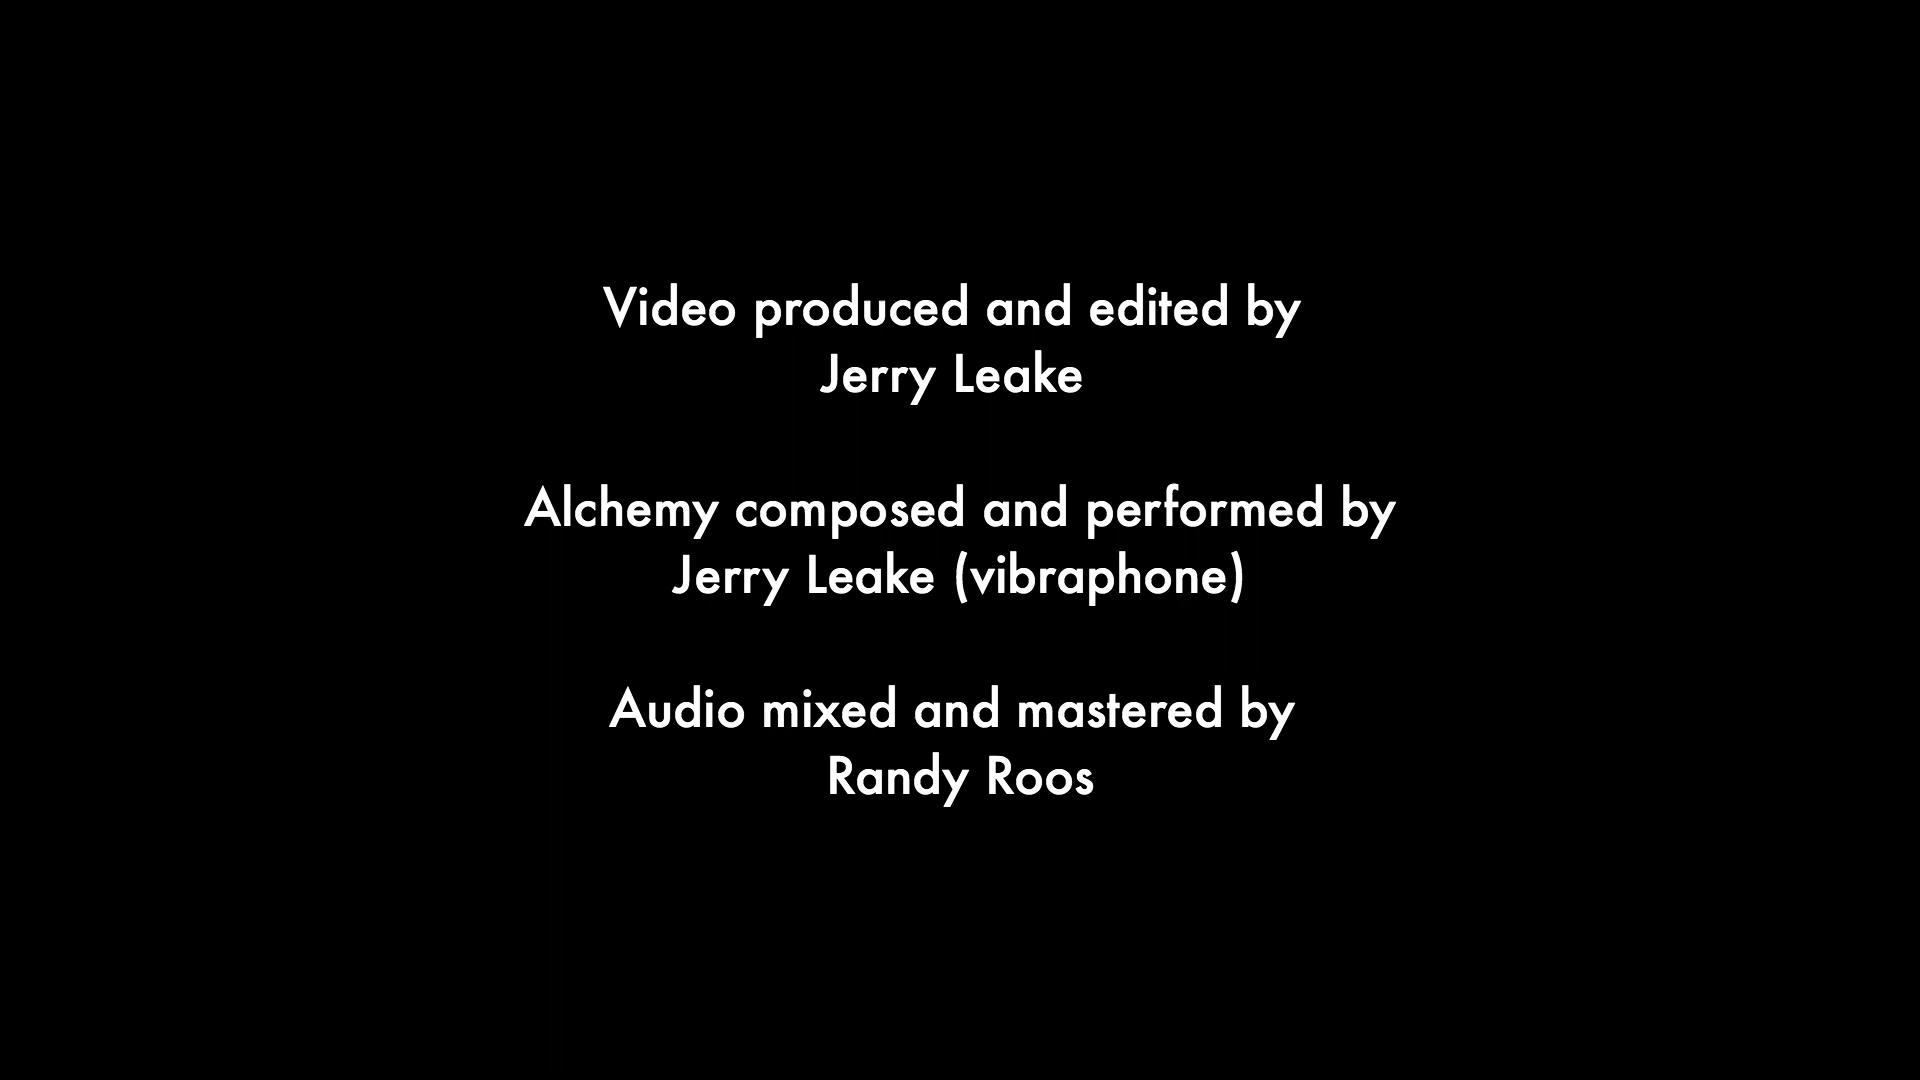 Video produced and edited by
Jerry Leake
Alchemy composed and performed by
Jerry Leake (vibraphone)
Audio mixed and mastered by
Randy Roos